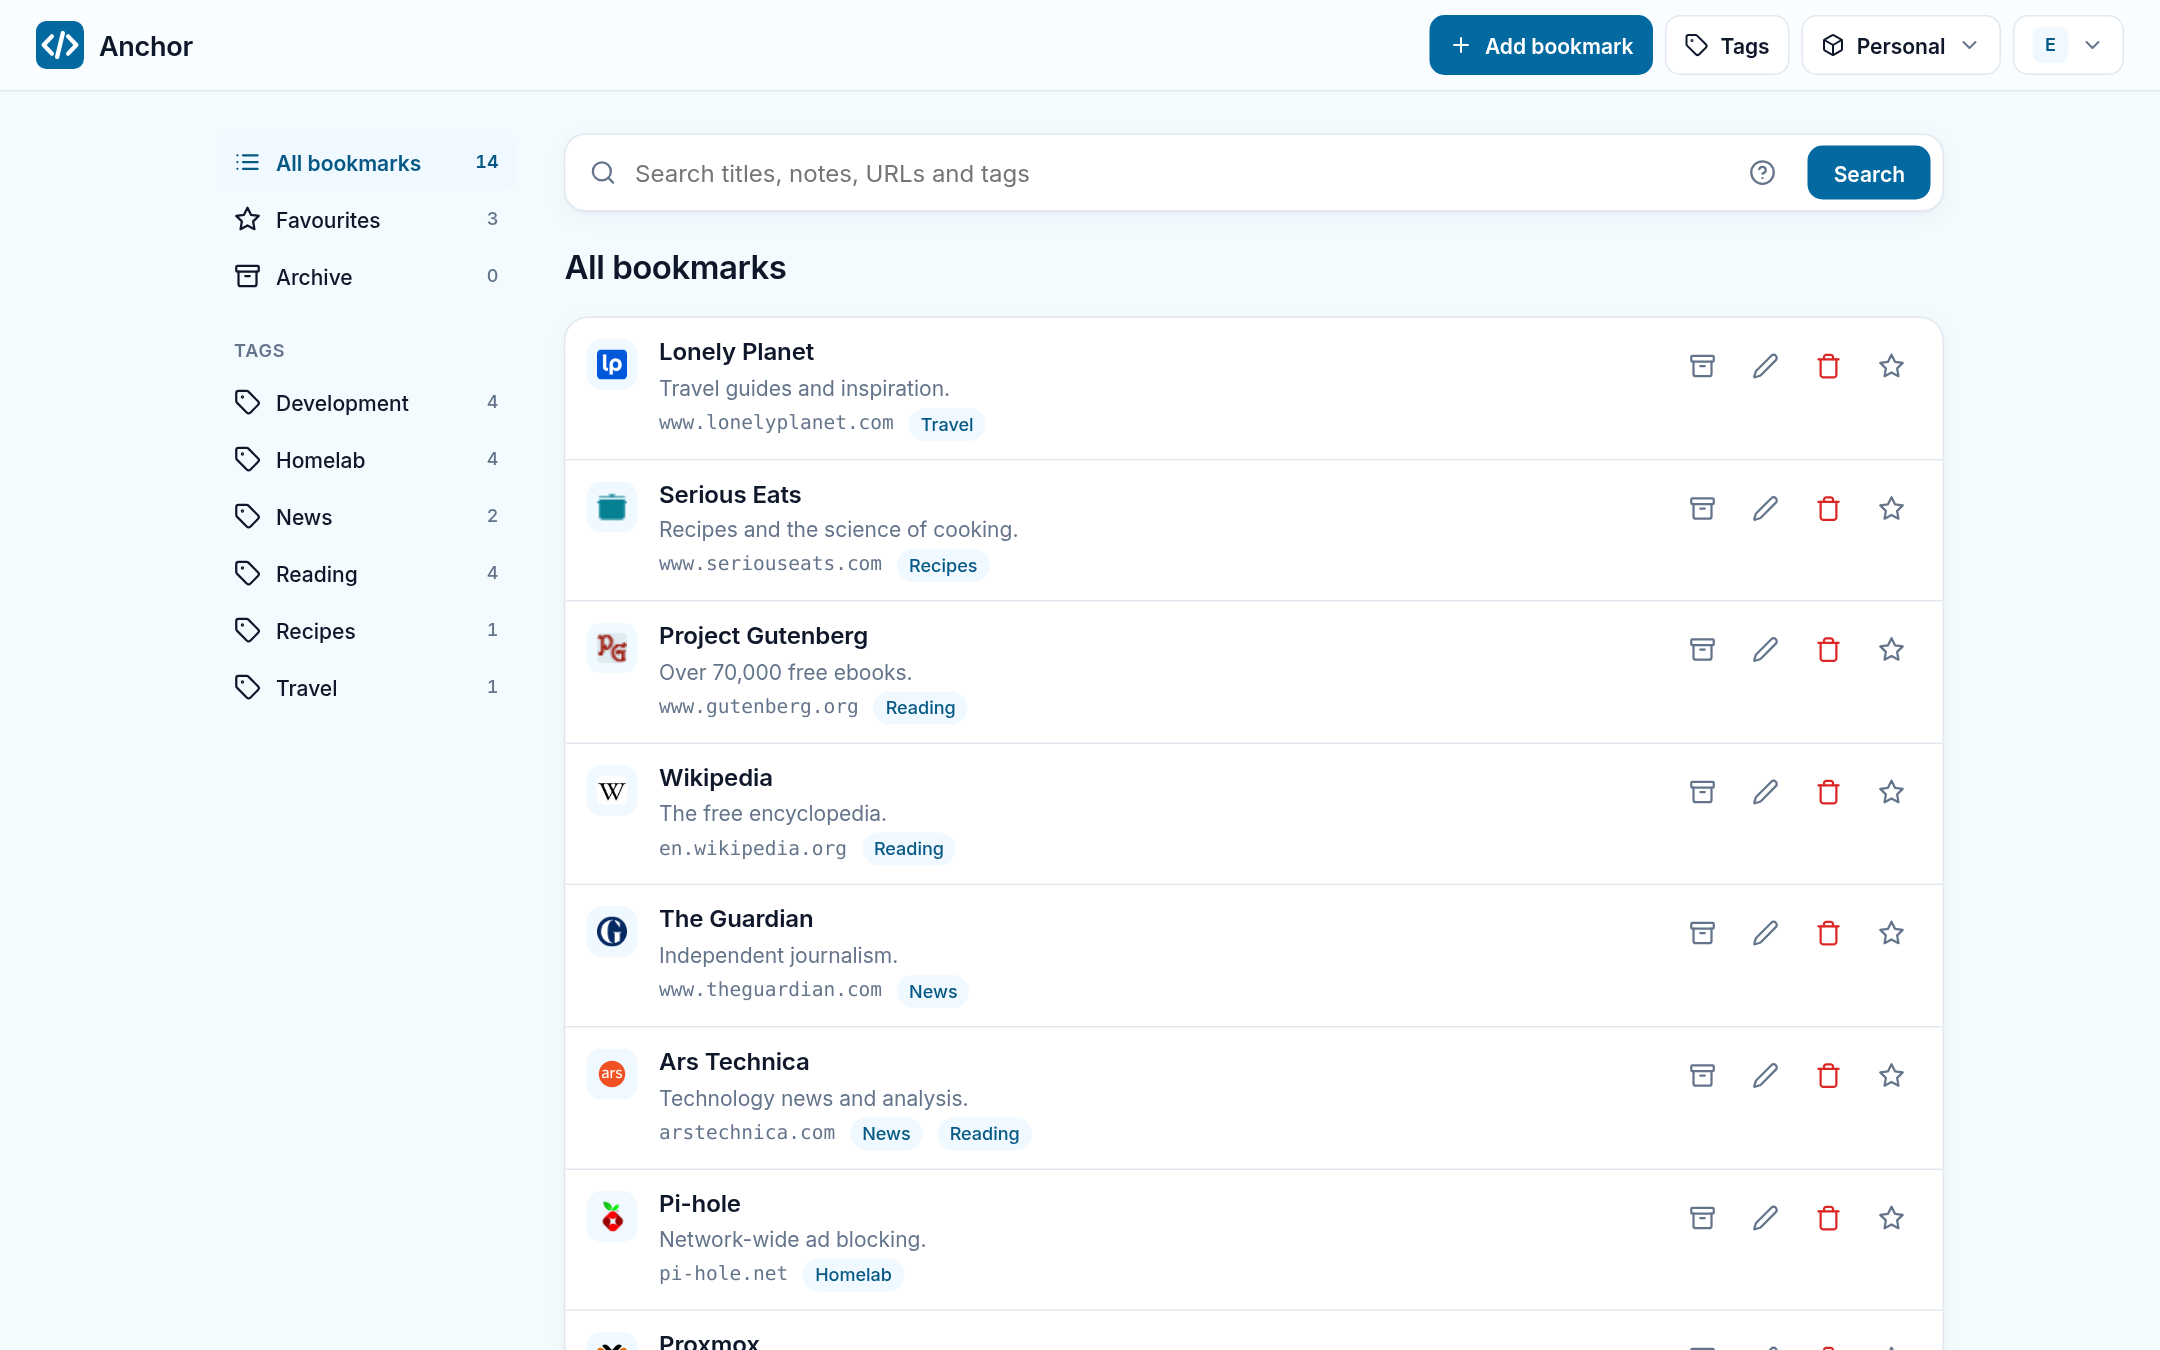 Anchor
Add bookmark
Tags
Personal
E
All bookmarks 14
Favourites 3
Archive 0
TAGS
Development 4
Homelab 4
News 2
Reading 4
Recipes 1
Travel 1
Search titles, notes, URLs and tags
Search
All bookmarks
lp
Lonely Planet
Travel guides and inspiration.
www.lonelyplanet.com Travel
Serious Eats
Recipes and the science of cooking.
www.seriouseats.com Recipes
PG
Project Gutenberg
Over 70,000 free ebooks.
www.gutenberg.org Reading
W
Wikipedia
The free encyclopedia.
en.wikipedia.org Reading
G
The Guardian
Independent journalism.
www.theguardian.com News
ars
Ars Technica
Technology news and analysis.
arstechnica.com News Reading
Pi-hole
Network-wide ad blocking.
pi-hole.net Homelab
Proxmox